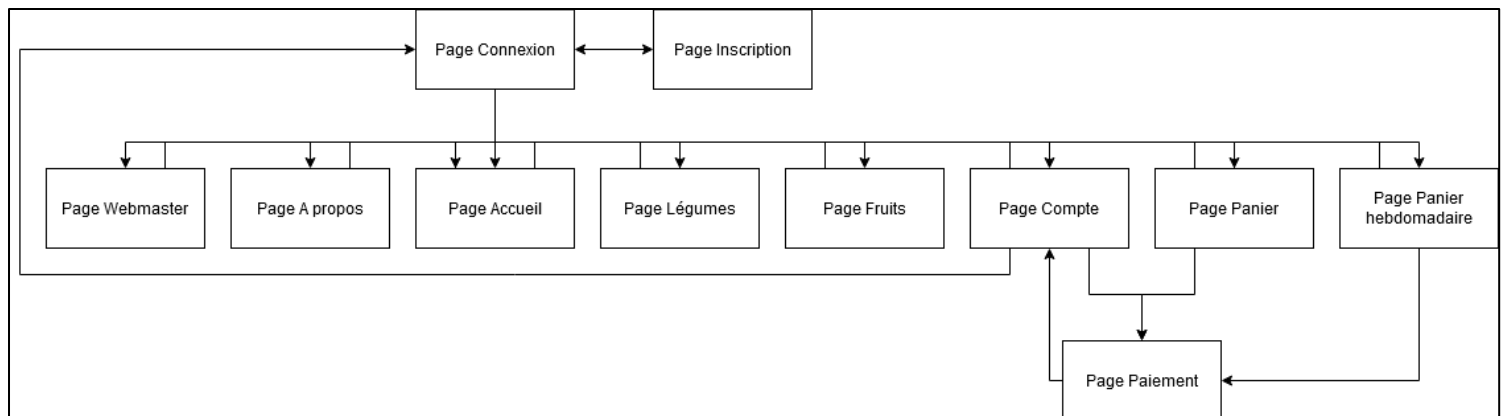 Page Connexion
Page Inscription
Page Webmaster
Page A propos
Page Accueil
Page Légumes
Page Fruits
Page Compte
Page Panier
Page Panier
hebdomadaire
Page Paiement